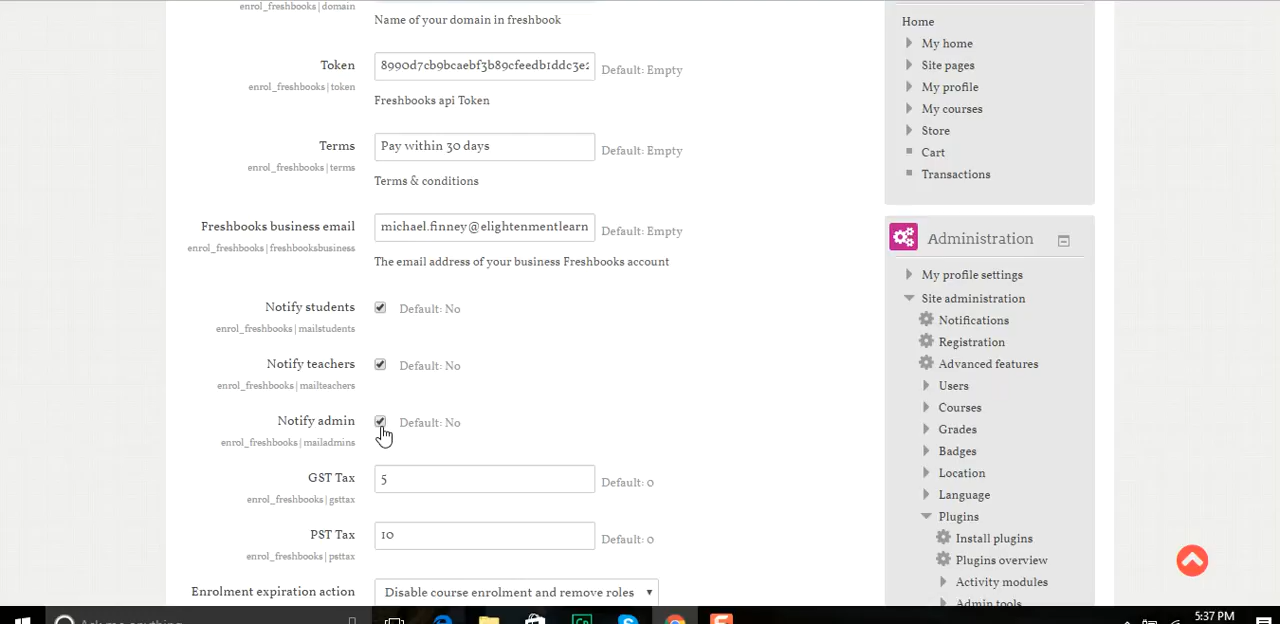 enrol_freshbooks | domain
Name of your domain in freshbook
Token
enrol_freshbooks | token
Default: Empty
Freshbooks api Token
Terms
enrol_freshbooks | terms
Pay within 30 days
Default: Empty
Terms & conditions
Freshbooks business email
enrol_freshbooks | freshbooksbusiness
michael.finney@elightenmentlearn
Default: Empty
The email address of your business Freshbooks account
Notify students
enrol_freshbooks | mailstudents
Default: No
Notify teachers
enrol_freshbooks | mailteachers
Default: No
Notify admin
enrol_freshbooks | mailadmins
Default: No
GST Tax
enrol_freshbooks | gsttax
5
Default: 0
PST Tax
enrol_freshbooks | psttax
10
Default: 0
Enrolment expiration action
Disable course enrolment and remove roles
Home
My home
Site pages
My profile
My courses
Store
Cart
Transactions
Administration
My profile settings
Site administration
Notifications
Registration
Advanced features
Users
Courses
Grades
Badges
Location
Language
Plugins
Install plugins
Plugins overview
Activity modules
Admin tools
Ask me anything
5:37 PM